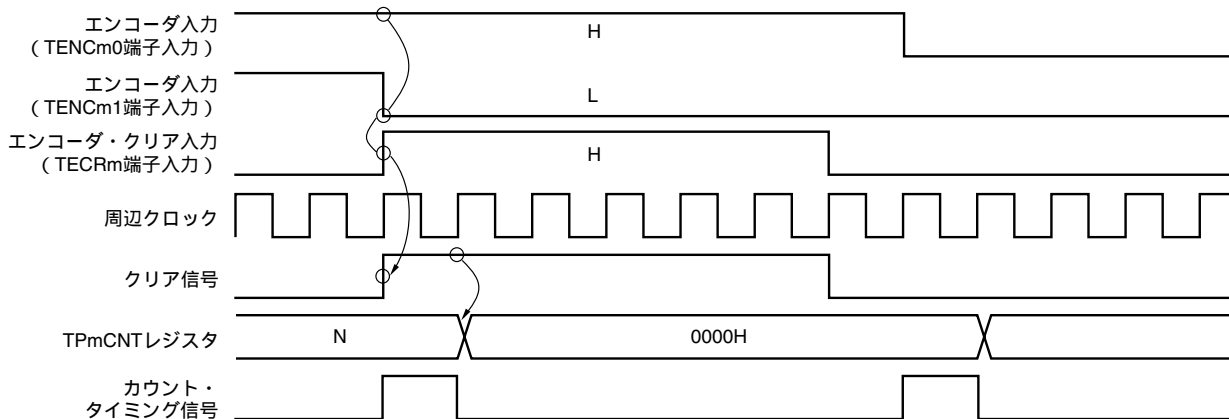 エンコーダ入力
（TENCm0端子入力）
H
エンコーダ入力
（TENCm1端子入力）
L
エンコーダ・クリア入力
（TECRm端子入力）
H
周辺クロック
クリア信号
TPmCNTレジスタ
N
0000H
カウント・
タイミング信号